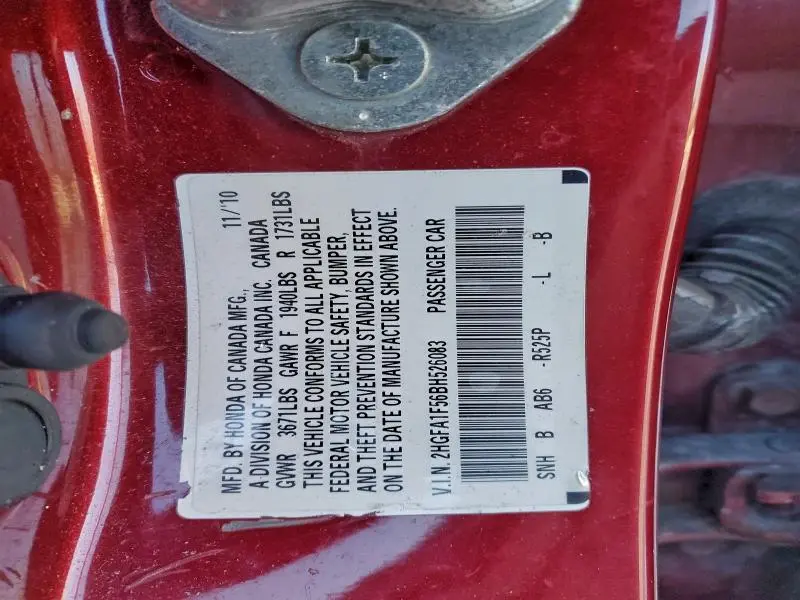 MFD. BY HONDA OF CANADA MFG., 11/'10
A DIVISION OF HONDA CANADA INC. CANADA
GVWR 3671LBS GAWR F 1940LBS R 1731LBS
THIS VEHICLE CONFORMS TO ALL APPLICABLE
FEDERAL MOTOR VEHICLE SAFETY, BUMPER,
AND THEFT PREVENTION STANDARDS IN EFFECT
ON THE DATE OF MANUFACTURE SHOWN ABOVE.
V.I.N. 2HGFA1F56BH526083 PASSENGER CAR
SNH B AB6 -R525P -L -B